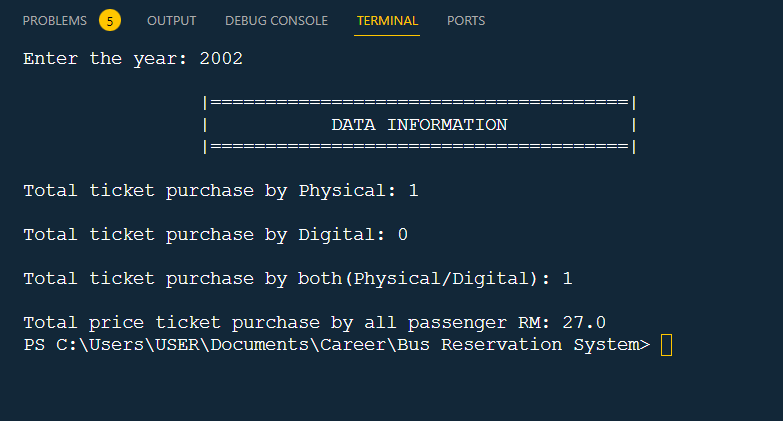 PROBLEMS 5 OUTPUT DEBUG CONSOLE TERMINAL PORTS
Enter the year: 2002
|======================================|
| DATA INFORMATION |
|======================================|
Total ticket purchase by Physical: 1
Total ticket purchase by Digital: 0
Total ticket purchase by both(Physical/Digital): 1
Total price ticket purchase by all passenger RM: 27.0
PS C:\Users\USER\Documents\Career\Bus Reservation System>